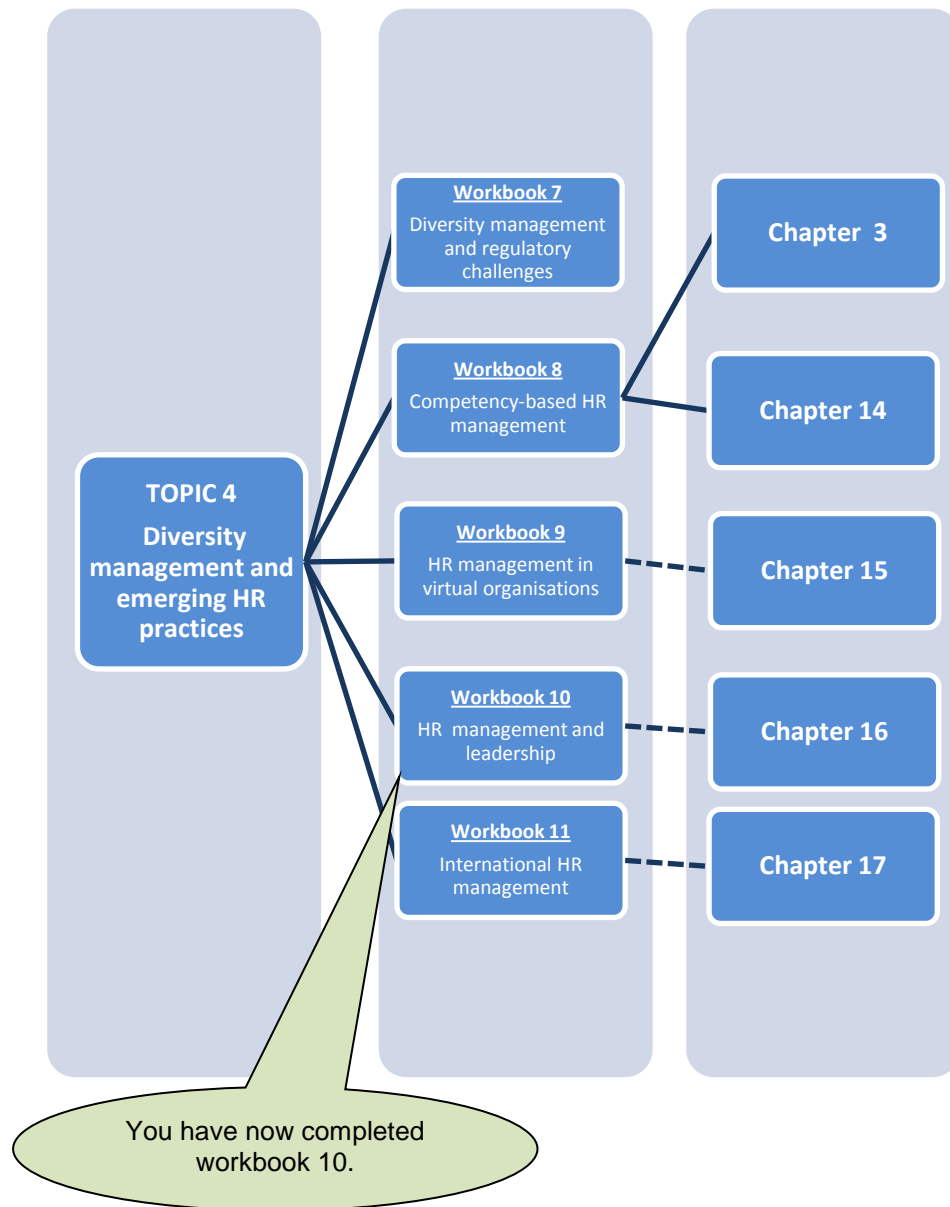 TOPIC 4
Diversity
management and
emerging HR
practices
Workbook 7
Diversity management
and regulatory
challenges
Workbook 8
Competency-based HR
management
Workbook 9
HR management in
virtual organisations
Workbook 10
HR management and
leadership
Workbook 11
International HR
management
Chapter 3
Chapter 14
Chapter 15
Chapter 16
Chapter 17
You have now completed
workbook 10.